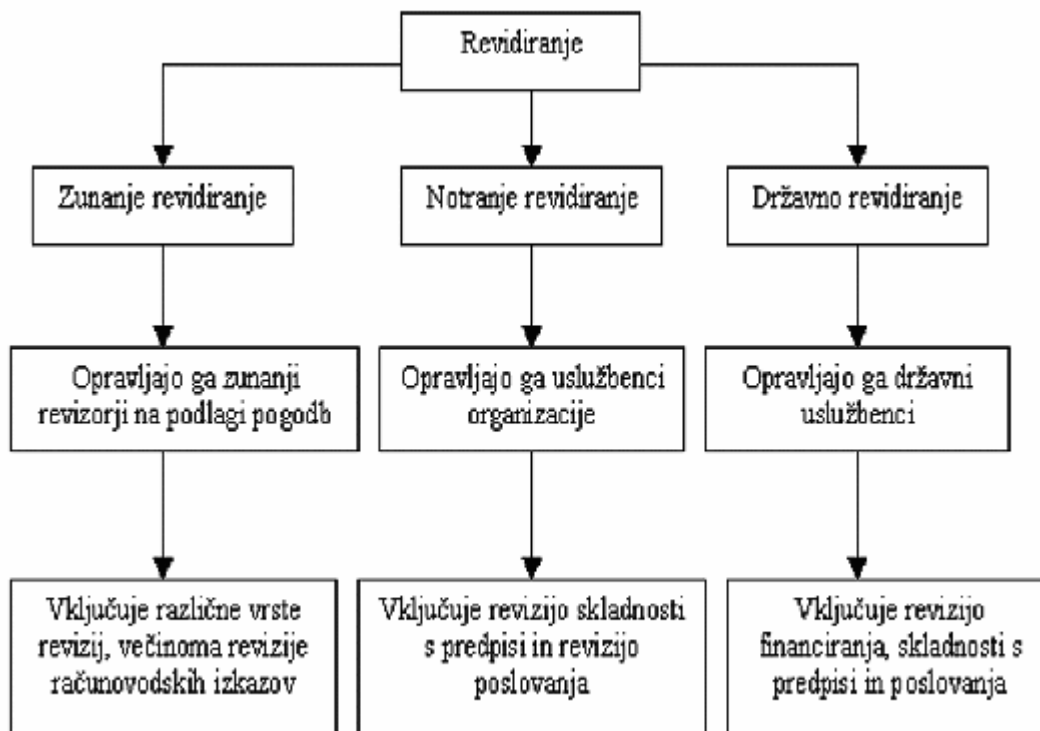 Revidiranje
Zunanje revidiranje
Notranje revidiranje
Državno revidiranje
Opravljajo ga zunanji
revizorji na podlagi pogodb
Opravljajo ga uslužbenci
organizacije
Opravljajo ga državni
uslužbenci
Vključuje različne vrste
revizij, večinoma revizije
računovodskih izkazov
Vključuje revizijo skladnosti
s predpisi in revizijo
poslovanja
Vključuje revizijo
financiranja, skladnosti s
predpisi in poslovanja